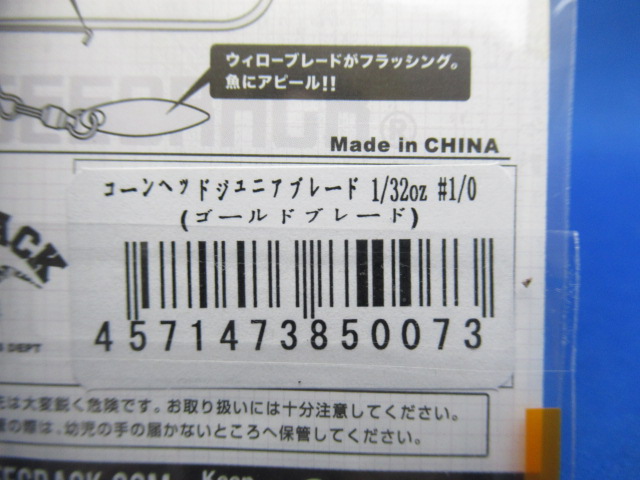 ウィローブレードがフラッシング。
魚にアピール!!
Made in CHINA
コーンヘッドジュニアブレード 1/32oz #1/0
(ゴールドブレード)
4571473850073
DEPT
は大変鋭く危険です。お取り扱いには十分注意してください。
の際は、幼児の手の届かないところへ保管してください。
Keep